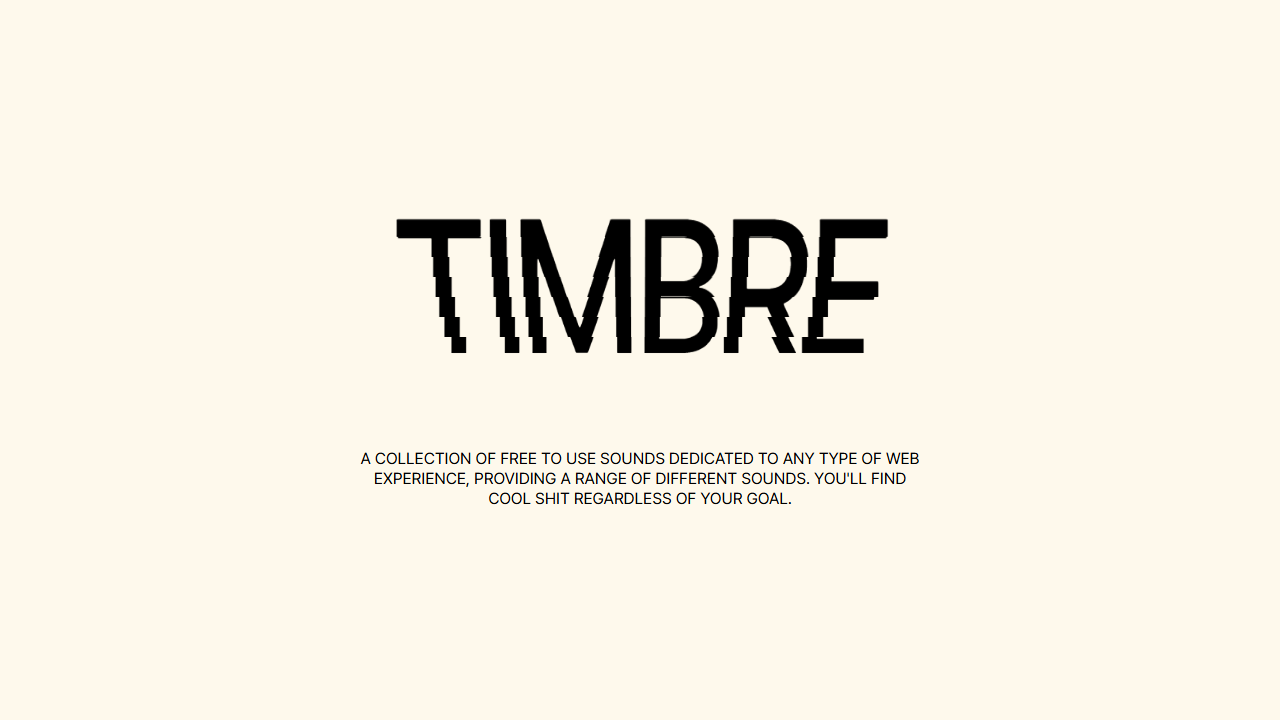 TIMBRE
A COLLECTION OF FREE TO USE SOUNDS DEDICATED TO ANY TYPE OF WEB
EXPERIENCE, PROVIDING A RANGE OF DIFFERENT SOUNDS. YOU'LL FIND
COOL SHIT REGARDLESS OF YOUR GOAL.